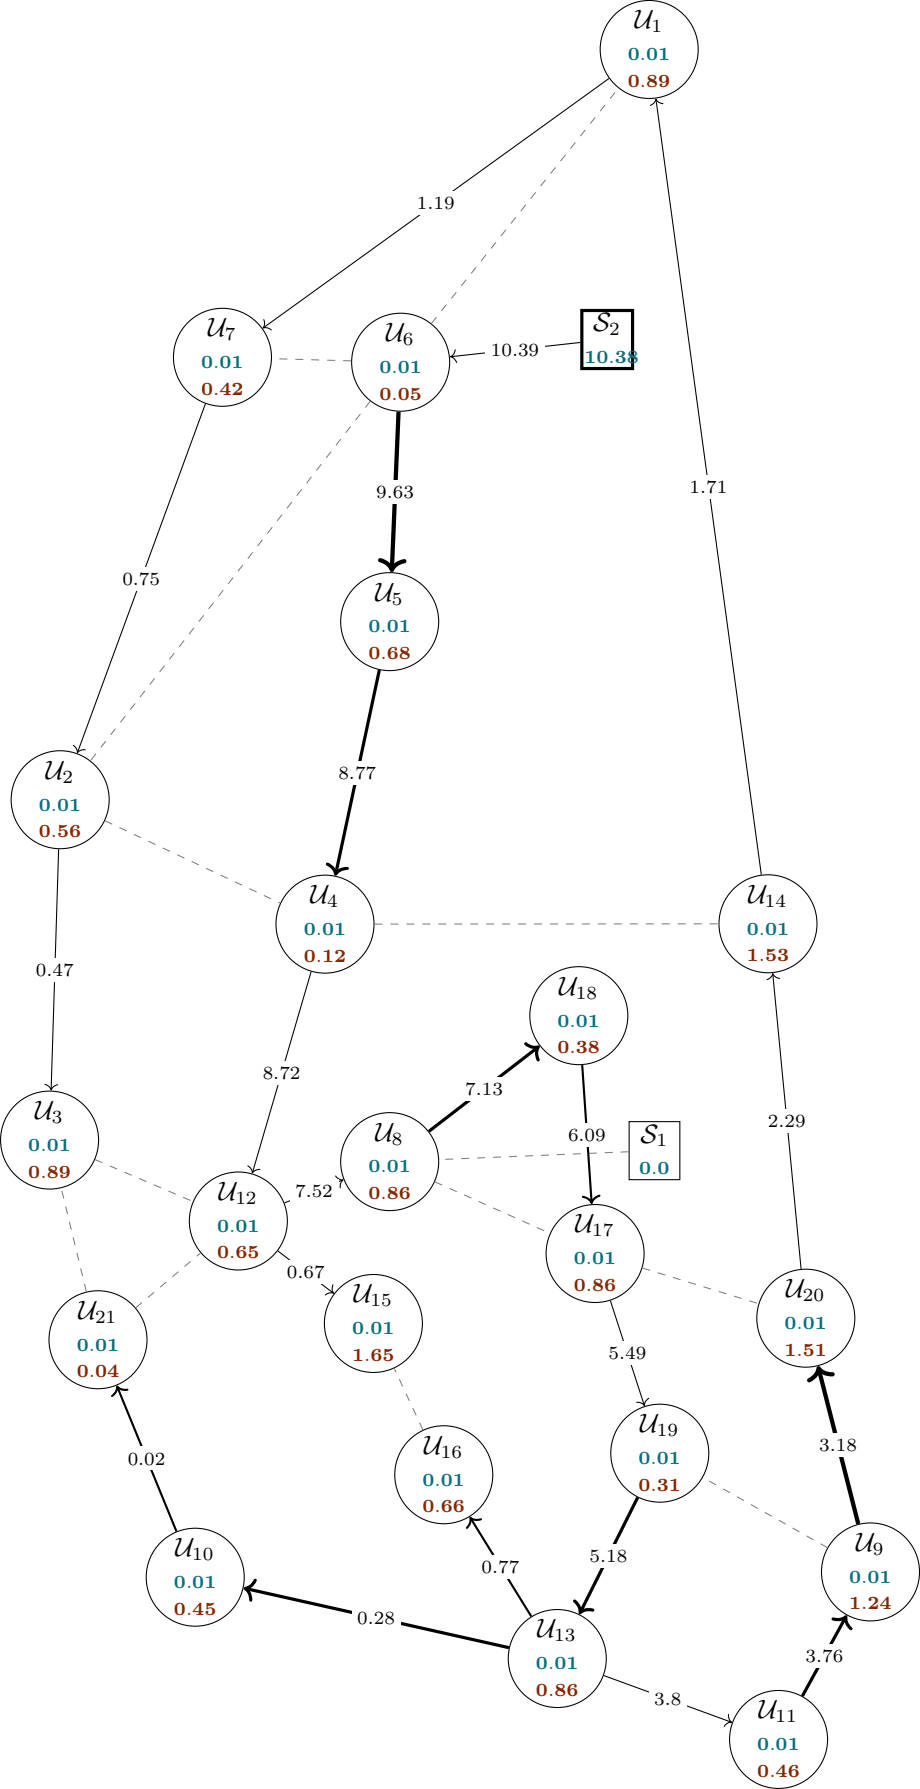 𝒰₁
0.01
0.89
1.19
𝒰₇
0.01
0.42
𝒰₆
0.01
0.05
10.39
𝒮₂
10.38
9.63
1.71
0.75
𝒰₅
0.01
0.68
8.77
𝒰₂
0.01
0.56
𝒰₄
0.01
0.12
𝒰₁₄
0.01
1.53
0.47
8.72
𝒰₁₈
0.01
0.38
7.13
6.09
2.29
𝒰₃
0.01
0.89
𝒰₈
0.01
0.86
𝒮₁
0.0
𝒰₁₂
0.01
0.65
7.52
𝒰₁₇
0.01
0.86
0.67
𝒰₂₁
0.01
0.04
𝒰₁₅
0.01
1.65
5.49
𝒰₂₀
0.01
1.51
0.02
𝒰₁₆
0.01
0.66
𝒰₁₉
0.01
0.31
3.18
𝒰₁₀
0.01
0.45
0.77
5.18
𝒰₉
0.01
1.24
0.28
𝒰₁₃
0.01
0.86
3.8
3.76
𝒰₁₁
0.01
0.46